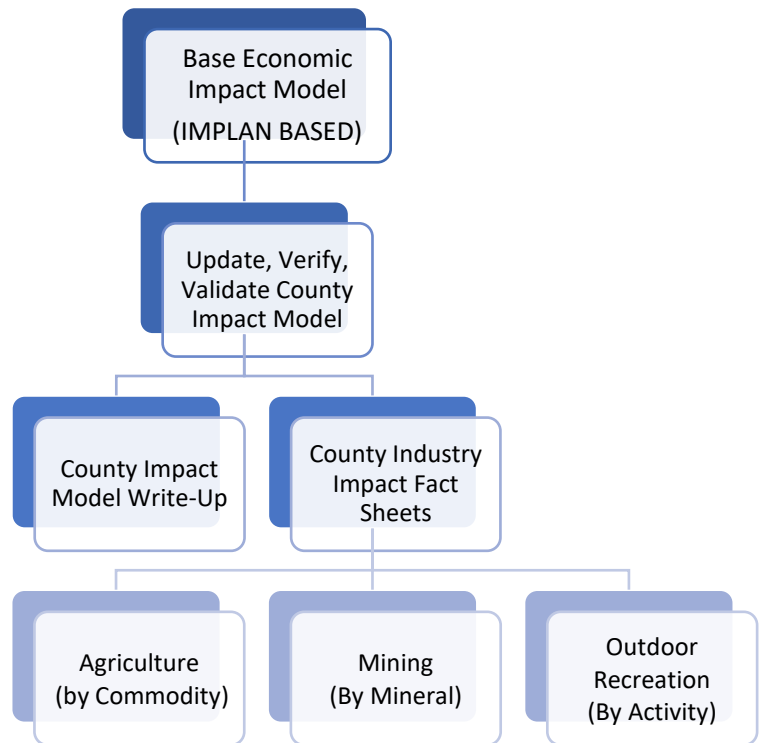 Base Economic
Impact Model
(IMPLAN BASED)
Update, Verify,
Validate County
Impact Model
County Impact
Model Write-Up
County Industry
Impact Fact
Sheets
Agriculture
(by Commodity)
Mining
(By Mineral)
Outdoor
Recreation
(By Activity)